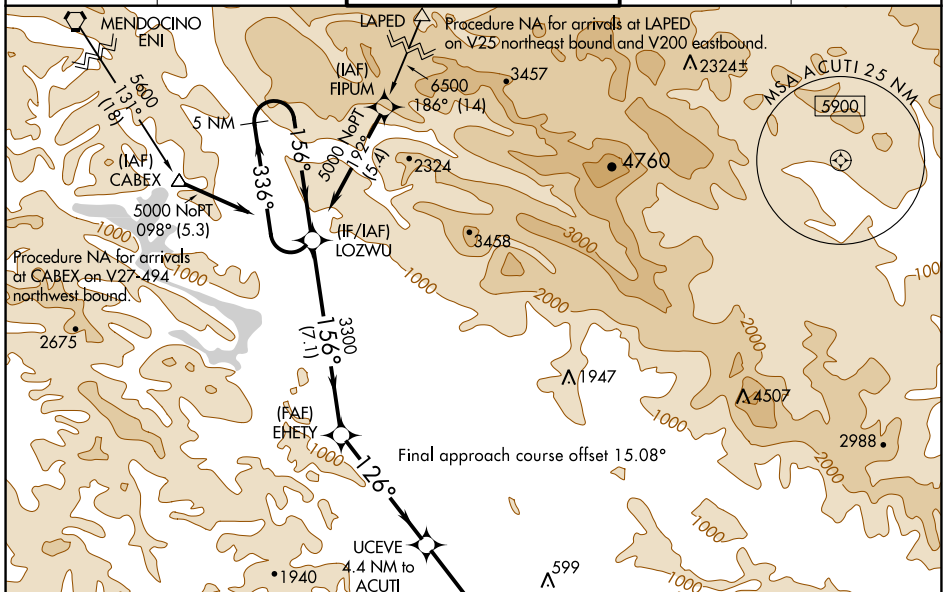 MENDOCINO
ENI
LAPED
Procedure NA for arrivals at LAPED
on V25 northeast bound and V200 eastbound.
2324±
MSA ACUTI 25 NM
5900
5600
131°
(18)
(IAF)
FIPUM
6500
186° (14)
3457
5 NM
156°
336°
5000 NoPT
192°
(5.4)
2324
4760
(IAF)
CABEX
5000 NoPT
098° (5.3)
1000
(IF/IAF)
LOZWU
3458
3000
Procedure NA for arrivals
at CABEX on V27-494
northwest bound.
1000
1000
2000
100
2675
3300
156°
(7.1)
2000
1947
4507
1000
2988
2000
(FAF)
EHETY
1000
Final approach course offset 15.08°
126°
1000
UCEVE
4.4 NM to
ACUTI
1940
599
1000